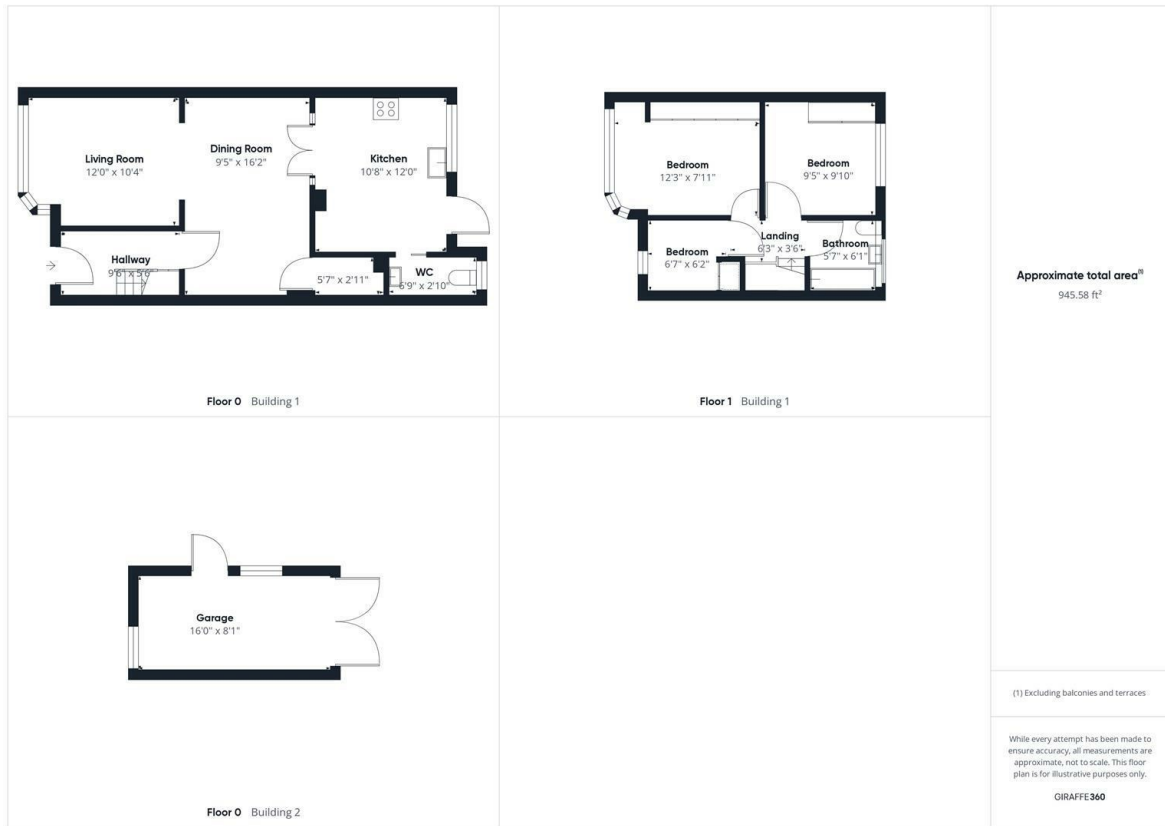 Living Room
12'0" x 10'4"
Dining Room
9'5" x 16'2"
Kitchen
10'8" x 12'0"
Hallway
9'6" x 5'6"
5'7" x 2'11"
WC
6'9" x 2'10"
Floor 0 Building 1
Bedroom
12'3" x 7'11"
Bedroom
9'5" x 9'10"
Bedroom
6'7" x 6'2"
Landing
6'3" x 3'6"
Bathroom
5'7" x 6'1"
Floor 1 Building 1
Approximate total area(1)
945.58 ft²
Garage
16'0" x 8'1"
Floor 0 Building 2
(1) Excluding balconies and terraces
While every attempt has been made to
ensure accuracy, all measurements are
approximate, not to scale. This floor
plan is for illustrative purposes only.
GIRAFFE360